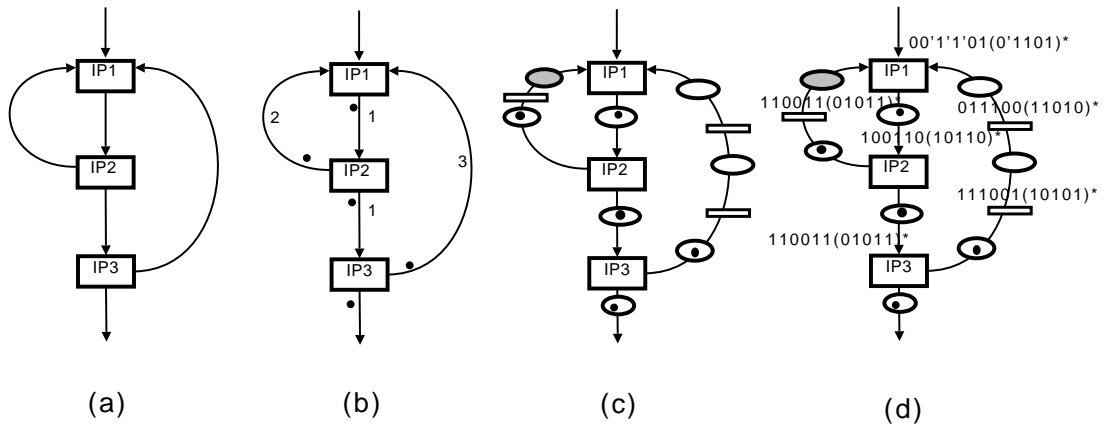 IP1
IP2
IP3
(a)
IP1
1
2
IP2
3
1
IP3
(b)
IP1
IP2
IP3
(c)
00'1'1'01(0'1101)*
IP1
110011(01011)*
011100(11010)*
100110(10110)*
IP2
111001(10101)*
110011(01011)*
IP3
(d)